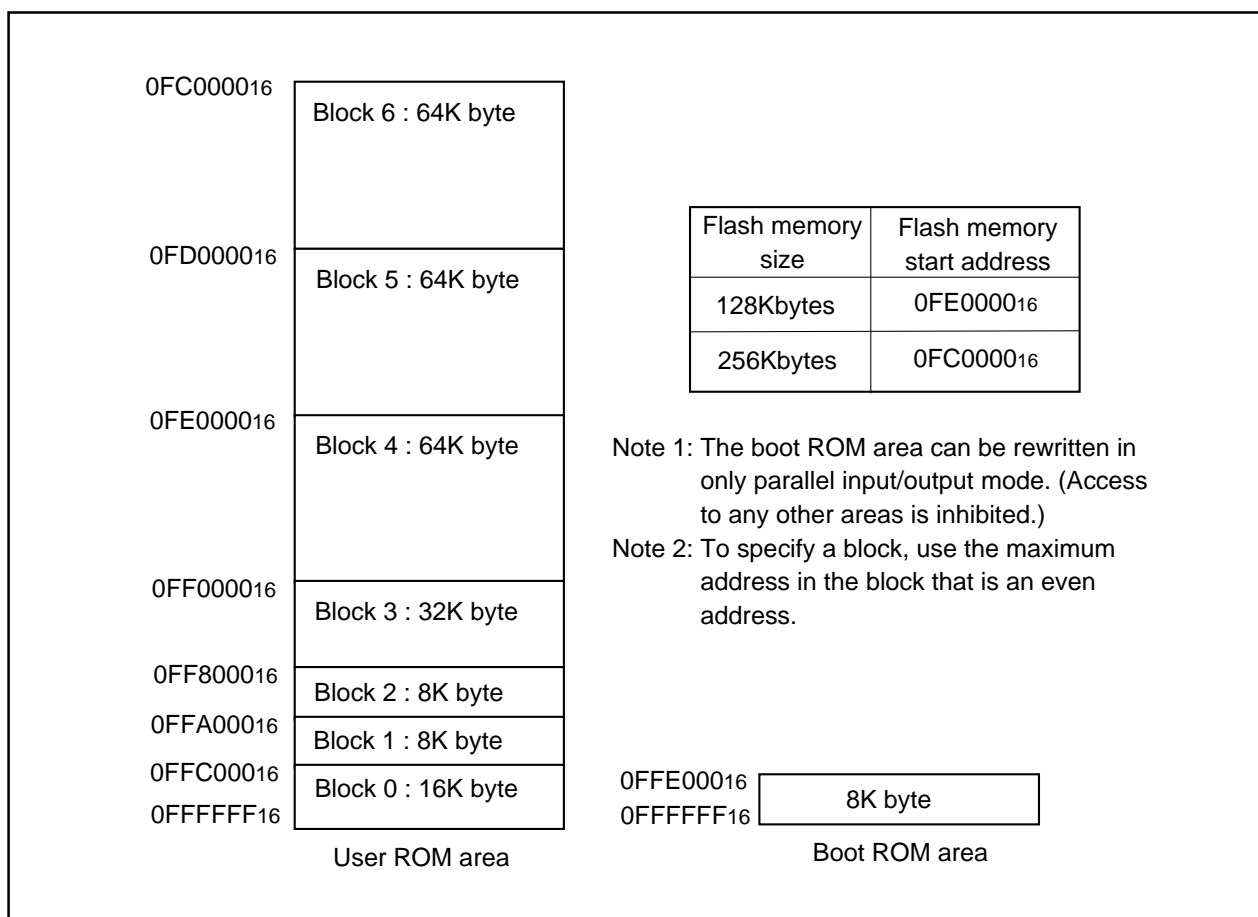 0FC000016
Block 6 : 64K byte
0FD000016
Block 5 : 64K byte
0FE000016
Block 4 : 64K byte
0FF000016
Block 3 : 32K byte
0FF800016
Block 2 : 8K byte
0FFA00016
Block 1 : 8K byte
0FFC00016
Block 0 : 16K byte
0FFFFFF16
User ROM area
Flash memory size
Flash memory start address
128Kbytes
0FE000016
256Kbytes
0FC000016
Note 1: The boot ROM area can be rewritten in
only parallel input/output mode. (Access
to any other areas is inhibited.)
Note 2: To specify a block, use the maximum
address in the block that is an even
address.
0FFE00016
8K byte
0FFFFFF16
Boot ROM area